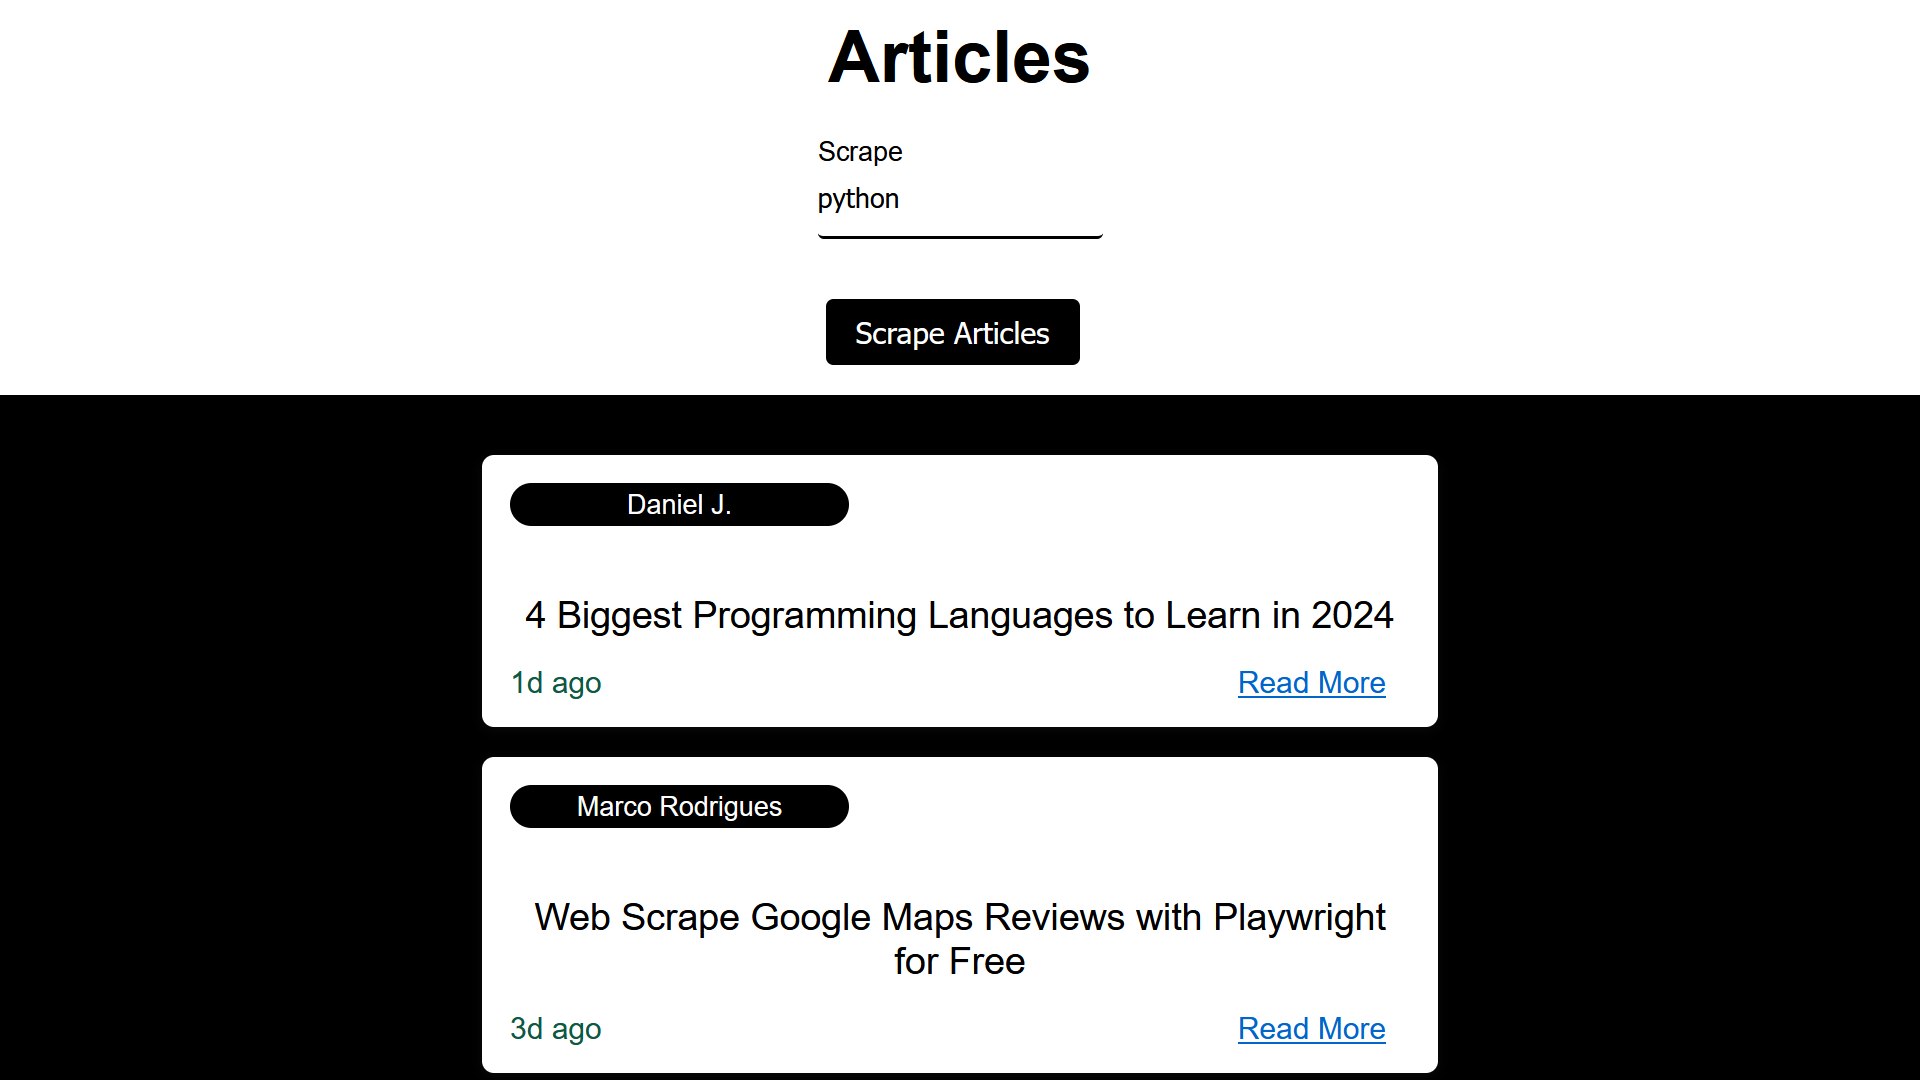 Articles
Scrape
python
Scrape Articles
Daniel J.
4 Biggest Programming Languages to Learn in 2024
1d ago
Read More
Marco Rodrigues
Web Scrape Google Maps Reviews with Playwright
for Free
3d ago
Read More